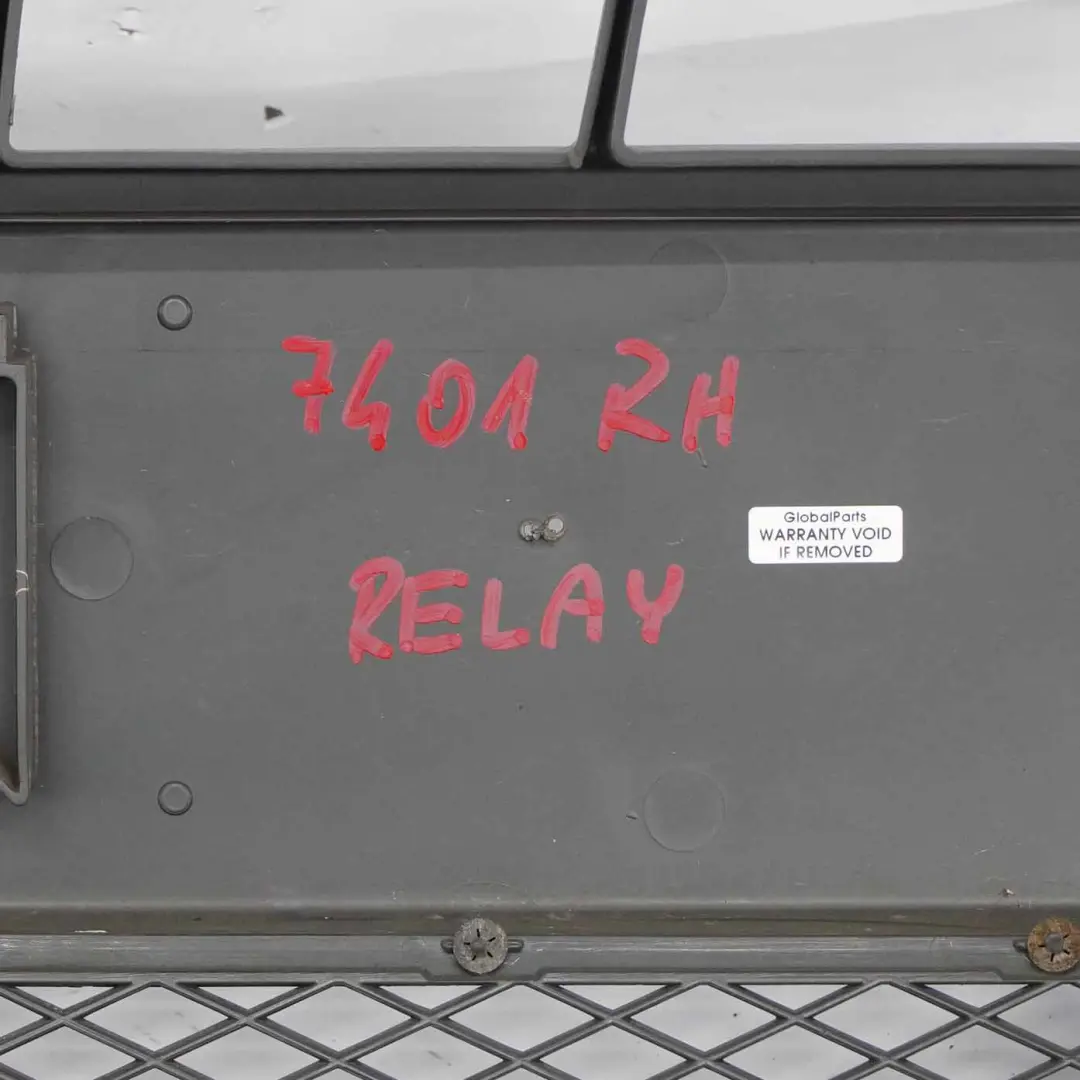 7401 RH
GlobalParts
WARRANTY VOID
IF REMOVED
RELAY